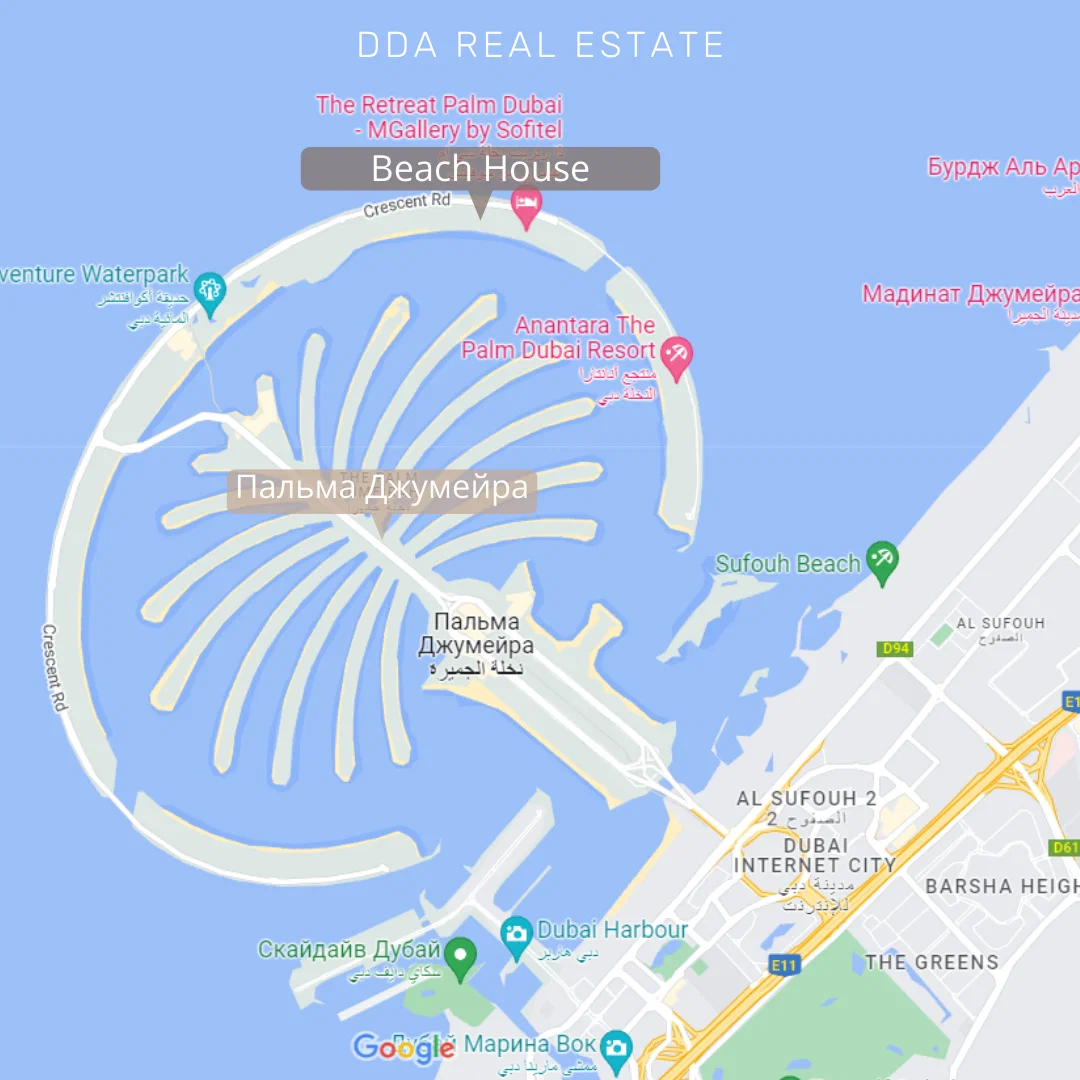 DDA REAL ESTATE
The Retreat Palm Dubai
- MGallery by Sofitel
Beach House
Crescent Rd
Бурдж Аль Ар
العرب
venture Waterpark
حديقة أكوافنتشر
المائية دبي
Мадинат Джумейра
مدينة الجميرا
Anantara The
Palm Dubai Resort
منتجع أنانتارا
النخلة دبي
Пальма Джумейра
Sufouh Beach
Пальма
Джумейра
نخلة الجميرة
AL SUFOUH
الصفوح
D94
Crescent Rd
E1
AL SUFOUH 2
الصفوح 2
DUBAI
INTERNET CITY
مدينة دبي
للإنترنت
D61
BARSHA HEIGH
Dubai Harbour
دبي هاربر
Скайдайв Дубай
سكاي دايف دبي
E11
THE GREENS
Google
Марина Вок
ممشى مارينا دبي